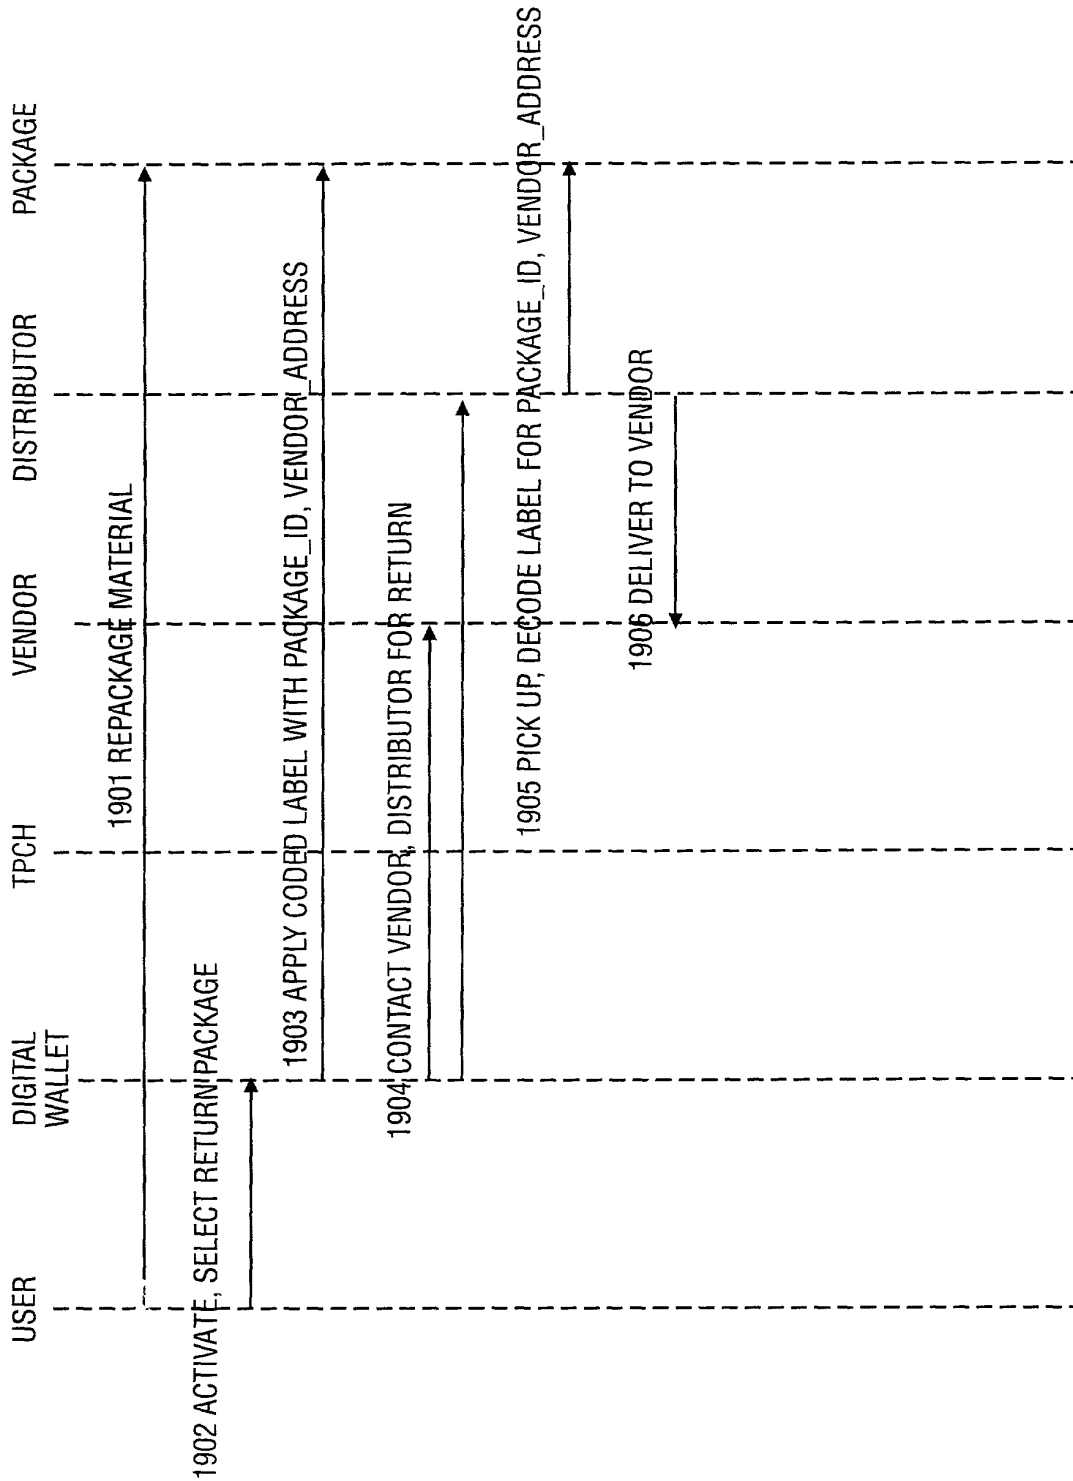 USER
DIGITAL
WALLET
TPCH
VENDOR
DISTRIBUTOR
PACKAGE
1901 REPACKAGE MATERIAL
1902 ACTIVATE, SELECT RETURN PACKAGE
1903 APPLY CODED LABEL WITH PACKAGE_ID, VENDOR_ADDRESS
1904 CONTACT VENDOR, DISTRIBUTOR FOR RETURN
1905 PICK UP, DECODE LABEL FOR PACKAGE_ID, VENDOR_ADDRESS
1906 DELIVER TO VENDOR